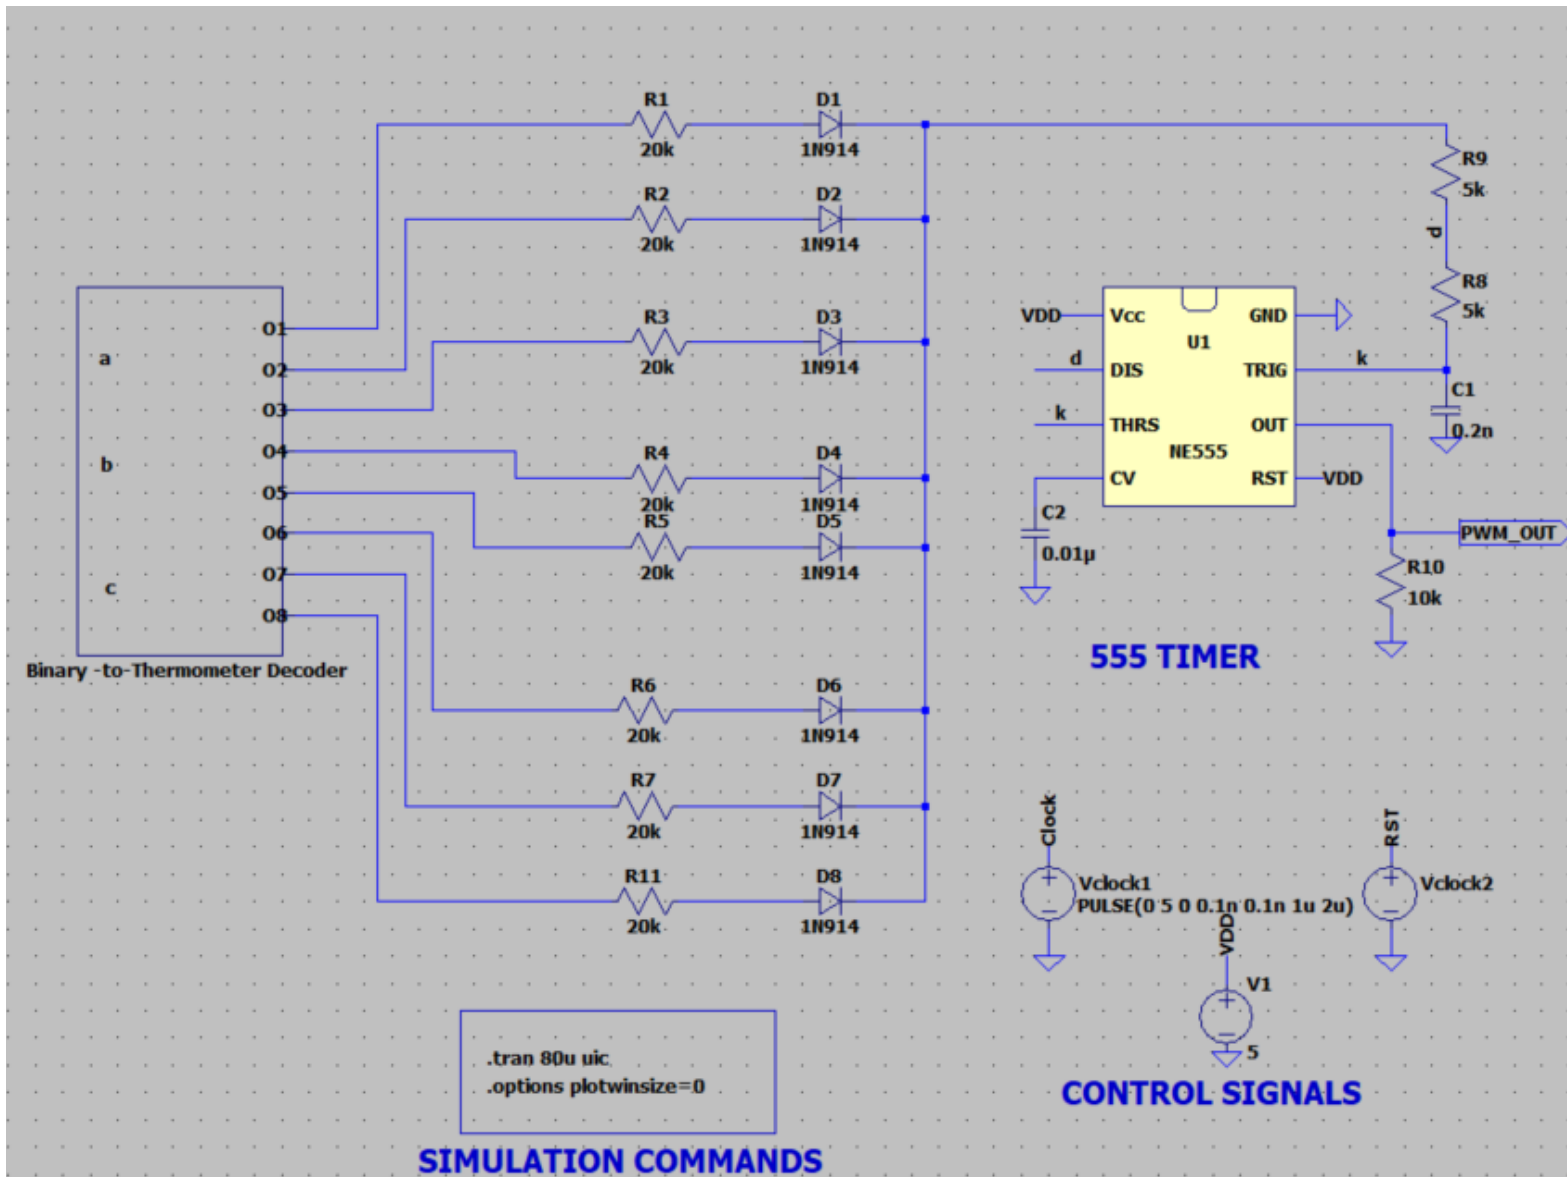 R1
20k
D1
1N914
R2
20k
D2
1N914
R3
20k
D3
1N914
R4
20k
D4
1N914
R5
20k
D5
1N914
R6
20k
D6
1N914
R7
20k
D7
1N914
R11
20k
D8
1N914
a
b
c
O1
O2
O3
O4
O5
O6
O7
O8
Binary -to-Thermometer Decoder
R9
5k
d
R8
5k
VDD
Vcc
GND
U1
d
DIS
TRIG
k
k
THRS
OUT
NE555
CV
RST
VDD
C1
0.2n
C2
0.01µ
PWM_OUT
R10
10k
555 TIMER
Clock
Vclock1
PULSE(0 5 0 0.1n 0.1n 1u 2u)
RST
Vclock2
VDD
V1
5
CONTROL SIGNALS
.tran 80u uic
.options plotwinsize=0
SIMULATION COMMANDS